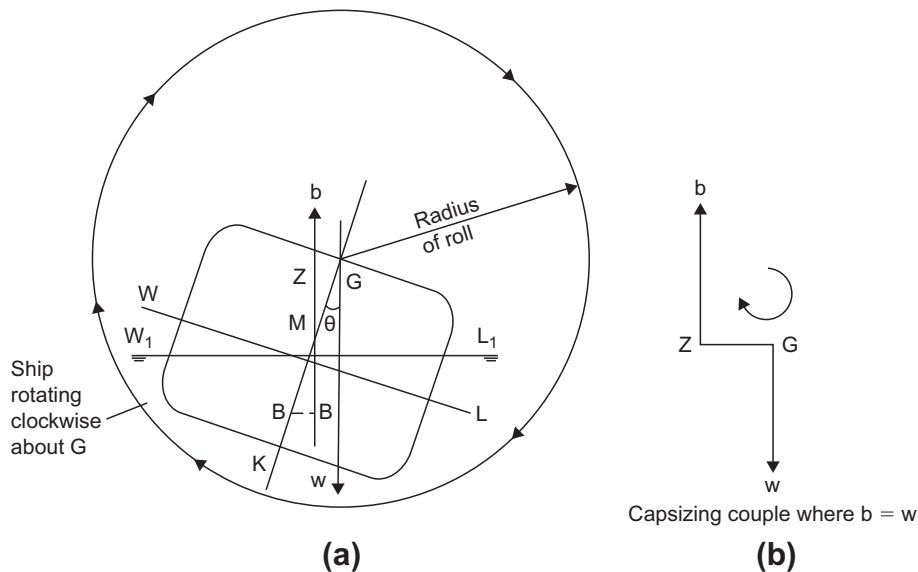 b
Radius
of roll
Z
G
W
M
θ
W₁
L₁
Ship
rotating
clockwise
about G
B
B
L
K
w
(a)
b
Z
G
w
Capsizing couple where b = w
(b)